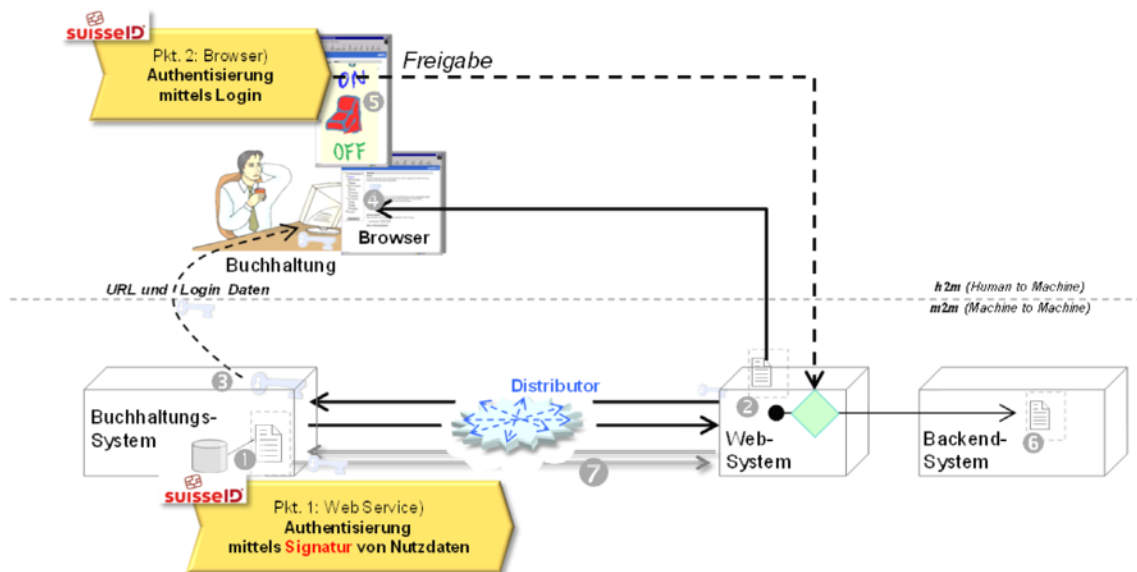 suisseID
Pkt. 2: Browser)
Authentisierung
mittels Login
Freigabe
ON
5
OFF
4
Browser
Buchhaltung
URL und Login Daten
h2m (Human to Machine)
m2m (Machine to Machine)
3
Distributor
Buchhaltungs-
System
1
2
Web-
System
Backend-
System
6
7
suisseID
Pkt. 1: Web Service)
Authentisierung
mittels Signatur von Nutzdaten